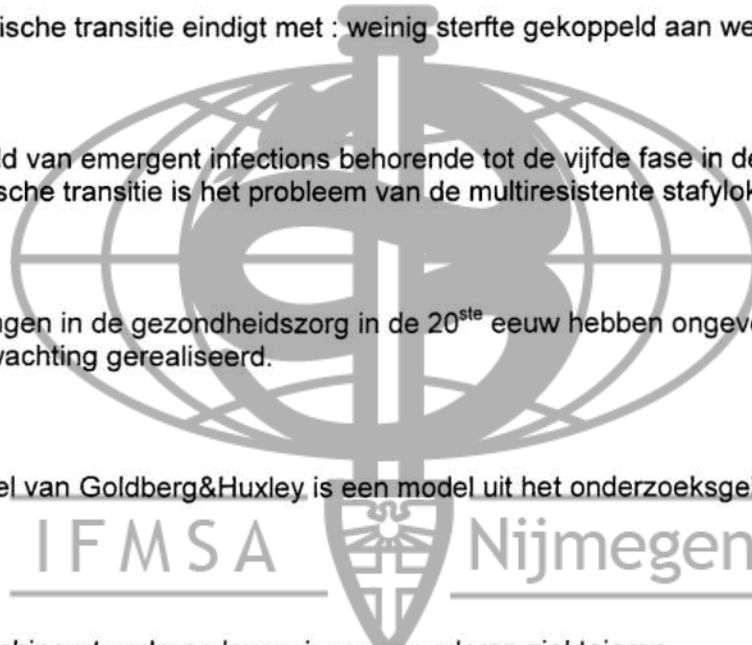 ische transitie eindigt met : weinig sterfte gekoppeld aan we
ld van emergent infections behorende tot de vijfde fase in de
sche transitie is het probleem van de multiresistente stafylok
ngen in de gezondheidszorg in de 20ste eeuw hebben ongeve
wachting gerealiseerd.
el van Goldberg&Huxley is een model uit het onderzoeksgei
IFMSA Nijmegen